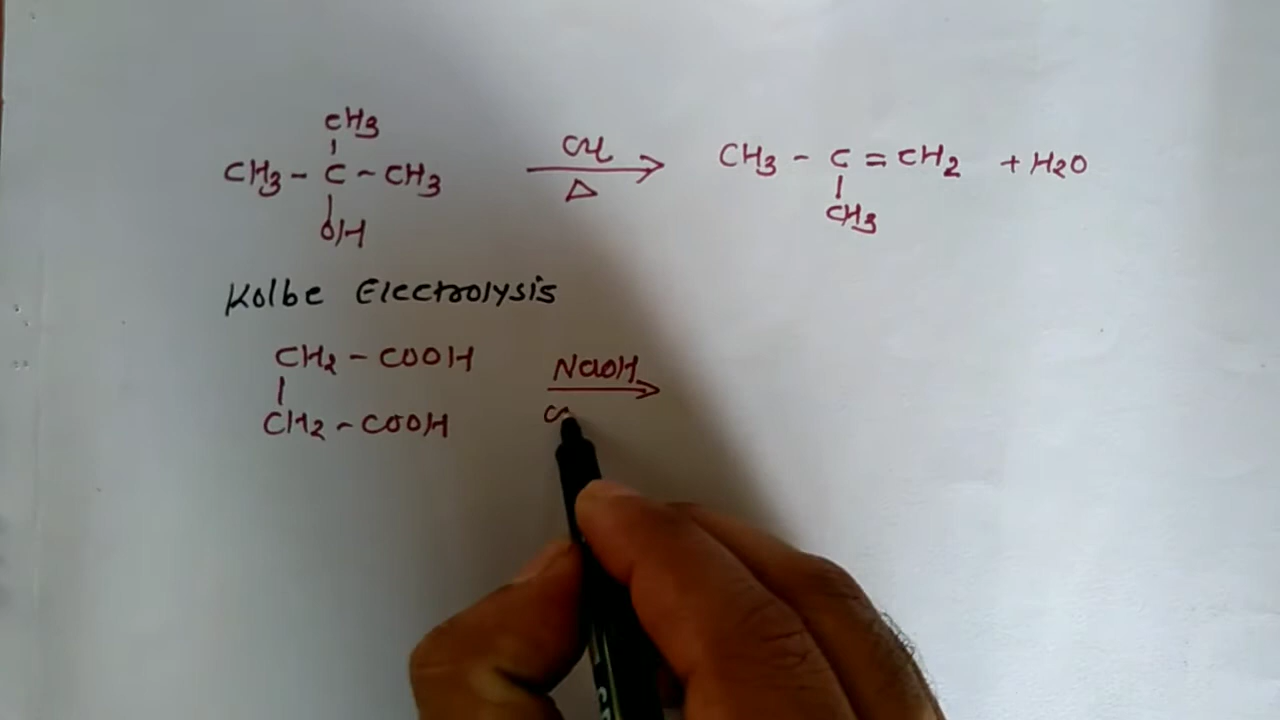 CH3
CH3 - C - CH3 Cu CH3 - C = CH2 + H2O
Δ
OH CH3
Kolbe Electrolysis
CH2 - COOH NaOH
CH2 - COOH